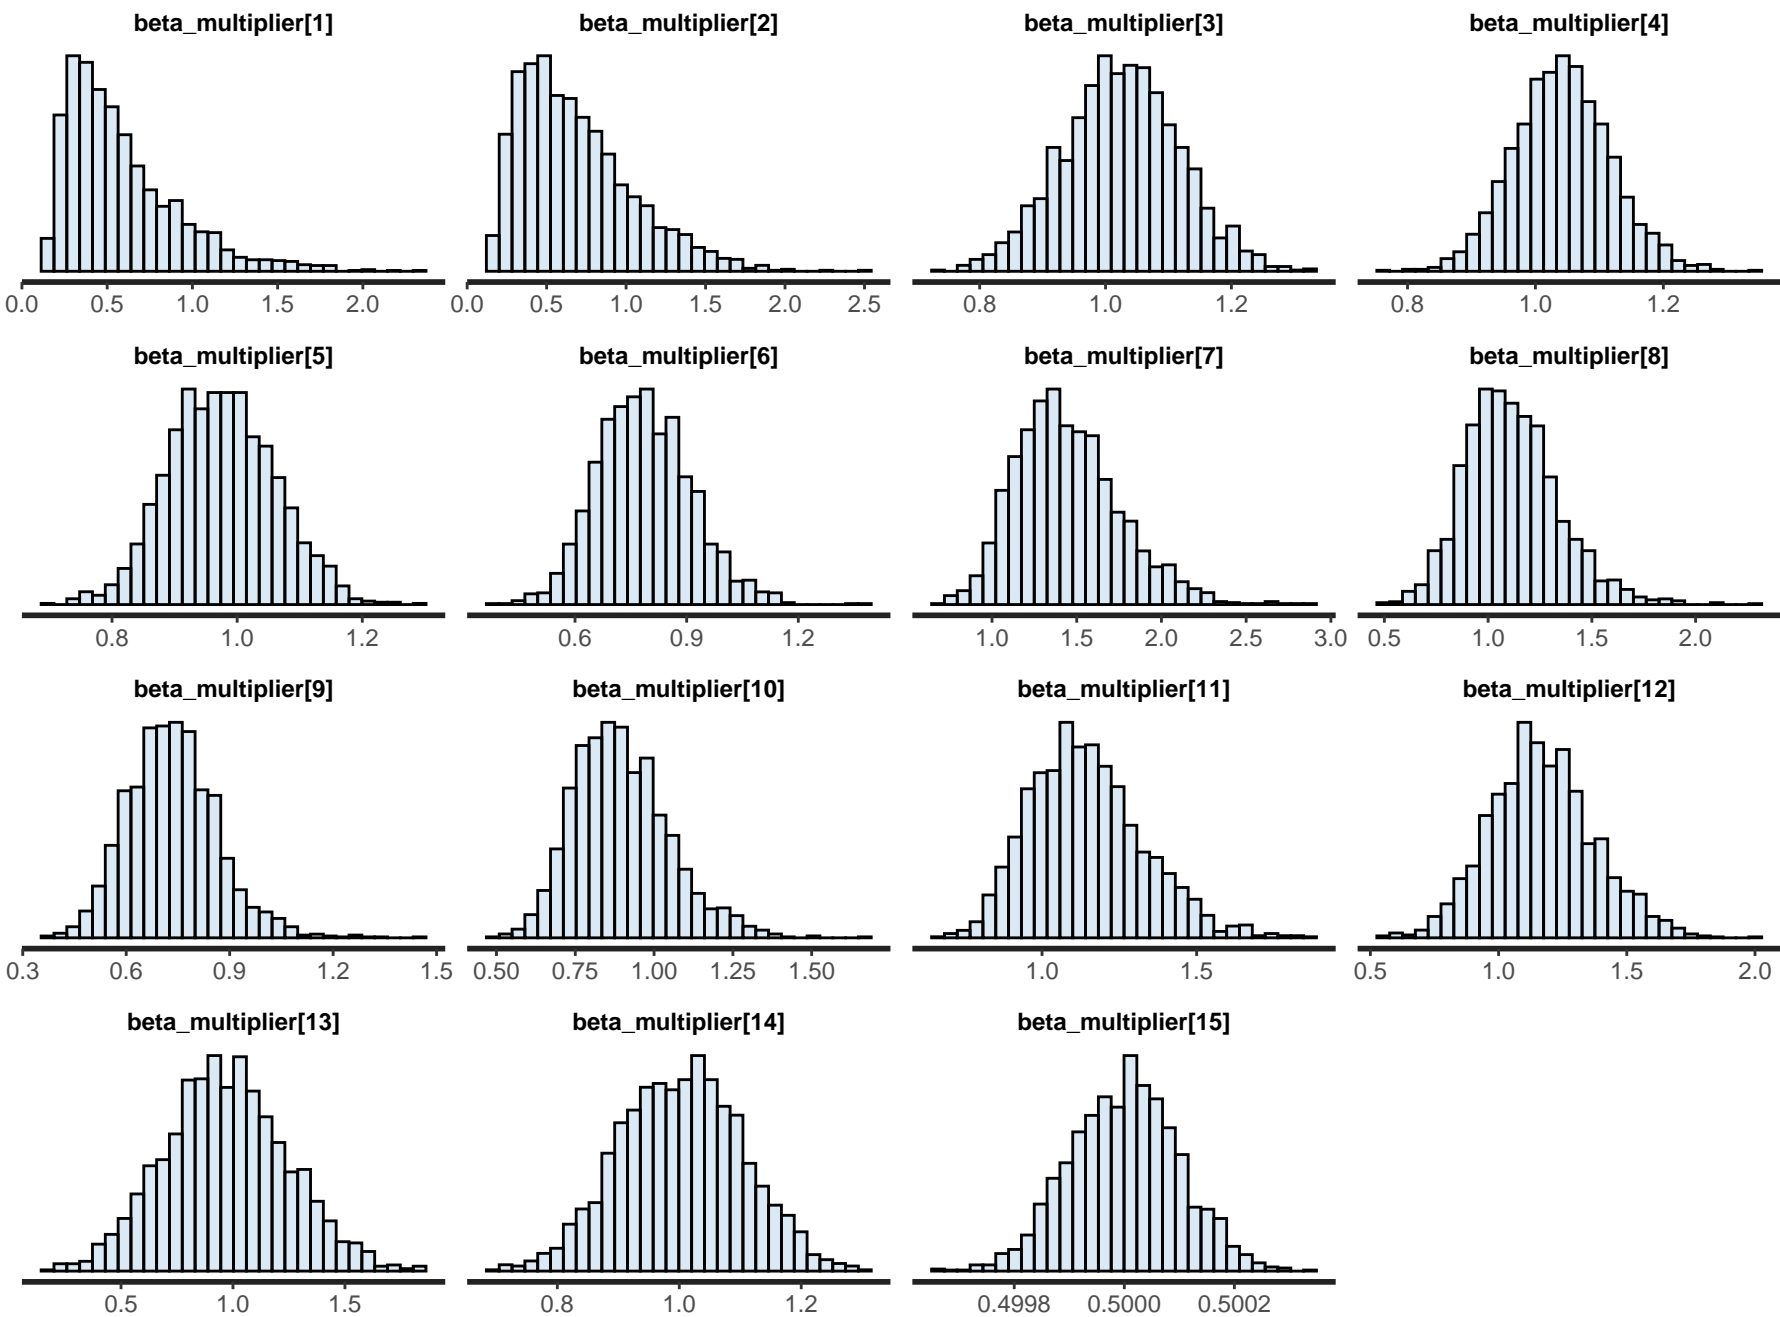 beta_multiplier[1] beta_multiplier[2] beta_multiplier[3] beta_multiplier[4]
0.0 0.5 1.0 1.5 2.0 0.0 0.5 1.0 1.5 2.0 2.5 0.8 1.0 1.2 0.8 1.0 1.2
beta_multiplier[5] beta_multiplier[6] beta_multiplier[7] beta_multiplier[8]
0.8 1.0 1.2 0.6 0.9 1.2 1.0 1.5 2.0 2.5 3.0 0.5 1.0 1.5 2.0
beta_multiplier[9] beta_multiplier[10] beta_multiplier[11] beta_multiplier[12]
0.3 0.6 0.9 1.2 1.5 0.50 0.75 1.00 1.25 1.50 1.0 1.5 0.5 1.0 1.5 2.0
beta_multiplier[13] beta_multiplier[14] beta_multiplier[15]
0.5 1.0 1.5 0.8 1.0 1.2 0.4998 0.5000 0.5002